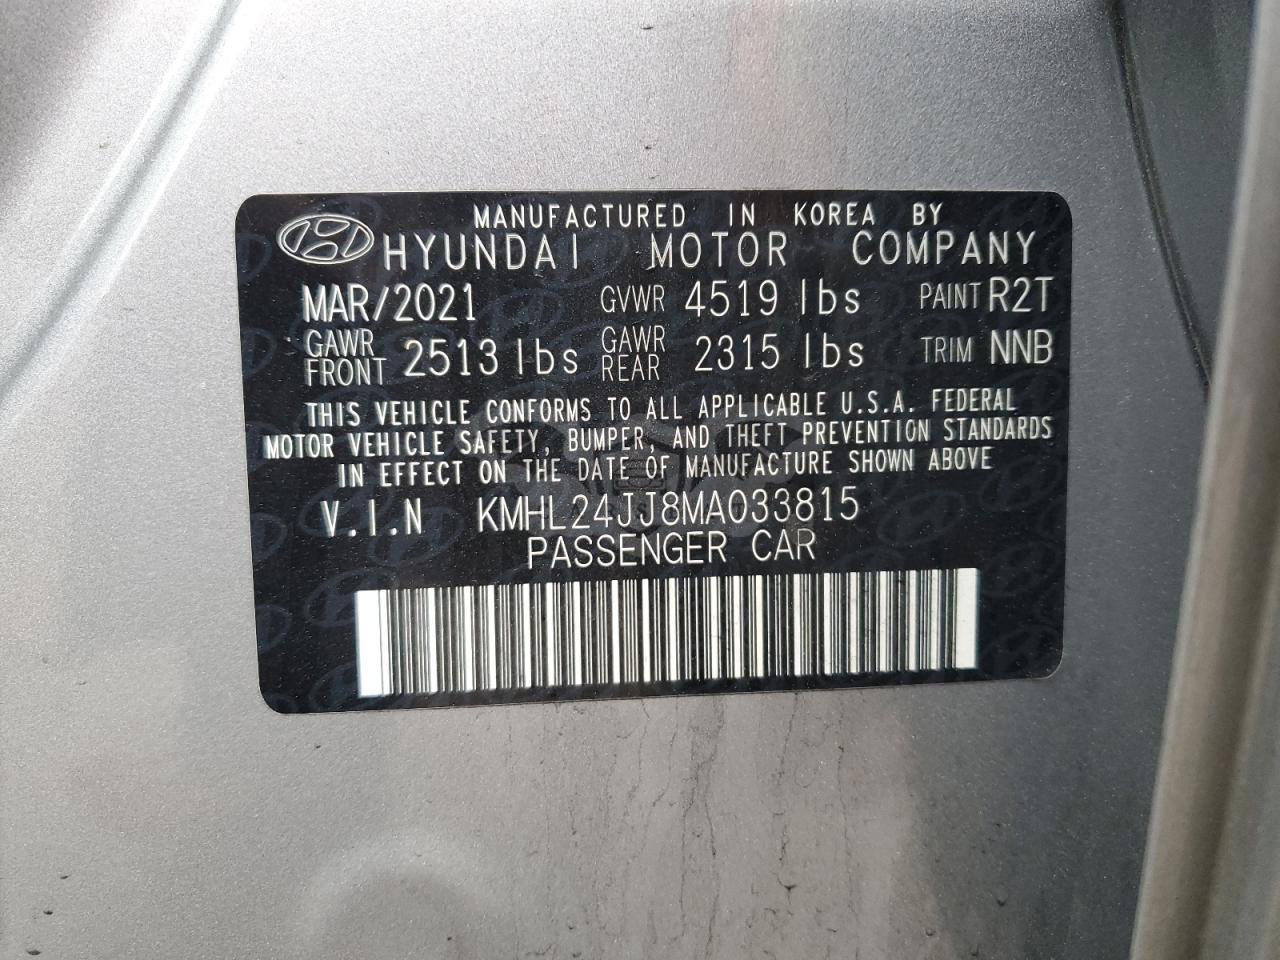 MANUFACTURED IN KOREA BY
HYUNDAI MOTOR COMPANY
MAR/2021 GVWR 4519 lbs PAINT R2T
GAWR FRONT 2513 lbs GAWR REAR 2315 lbs TRIM NNB
THIS VEHICLE CONFORMS TO ALL APPLICABLE U.S.A. FEDERAL
MOTOR VEHICLE SAFETY, BUMPER, AND THEFT PREVENTION STANDARDS
IN EFFECT ON THE DATE OF MANUFACTURE SHOWN ABOVE
V.I.N KMHL24JJ8MA033815
PASSENGER CAR